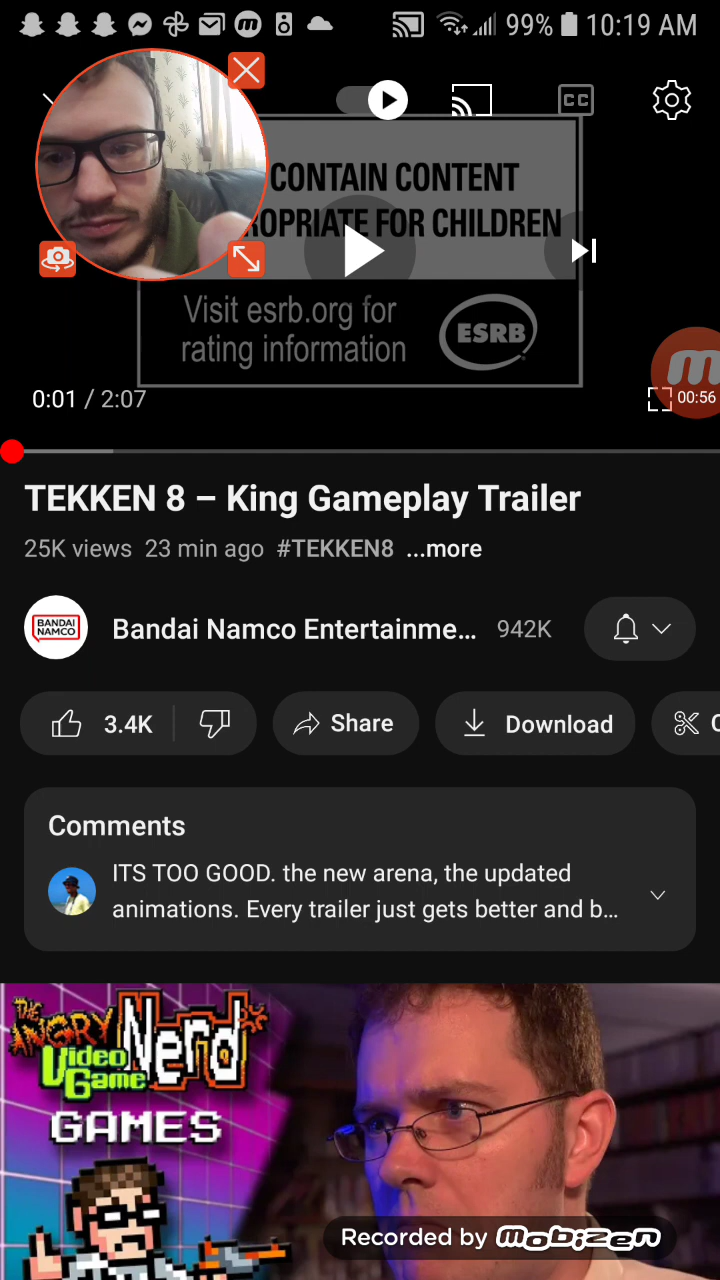 99% 10:19 AM
CC
CONTAIN CONTENT
ROPRIATE FOR CHILDREN
Visit esrb.org for
rating information
ESRB
0:01 / 2:07
00:56
TEKKEN 8 – King Gameplay Trailer
25K views 23 min ago #TEKKEN8 ...more
BANDAI
NAMCO
Bandai Namco Entertainme... 942K
3.4K
Share
Download
C
Comments
ITS TOO GOOD. the new arena, the updated
animations. Every trailer just gets better and b...
THE
ANGRY
Video
Game
Nerd
GAMES
Recorded by mobizen